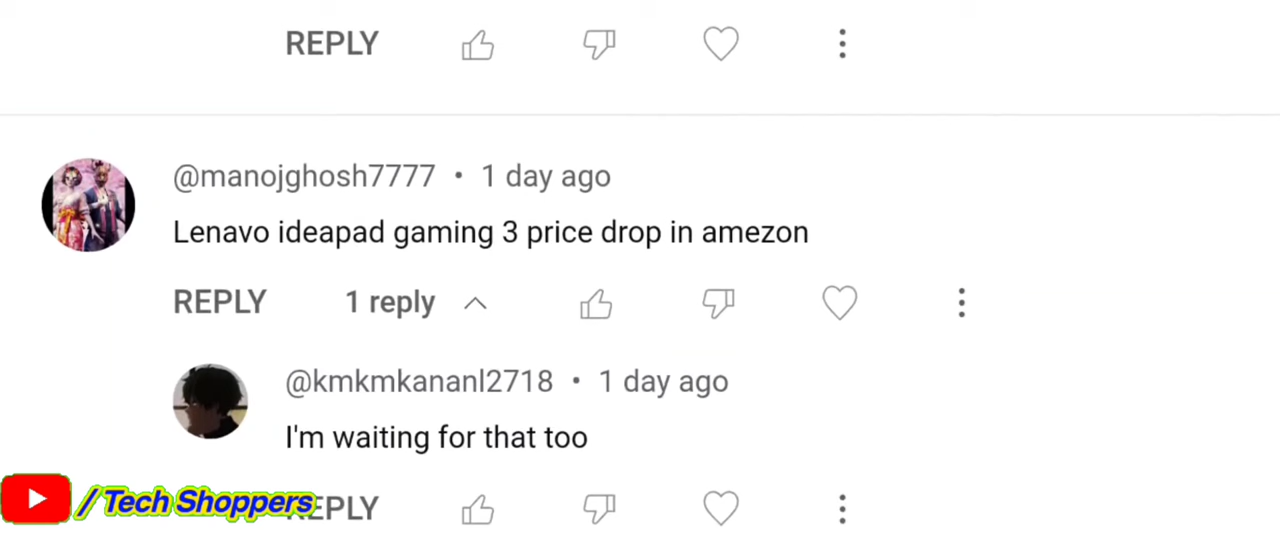 REPLY
@manojghosh7777 • 1 day ago
Lenavo ideapad gaming 3 price drop in amezon
REPLY 1 reply
@kmkmkananl2718 • 1 day ago
I'm waiting for that too
/ Tech Shoppers REPLY